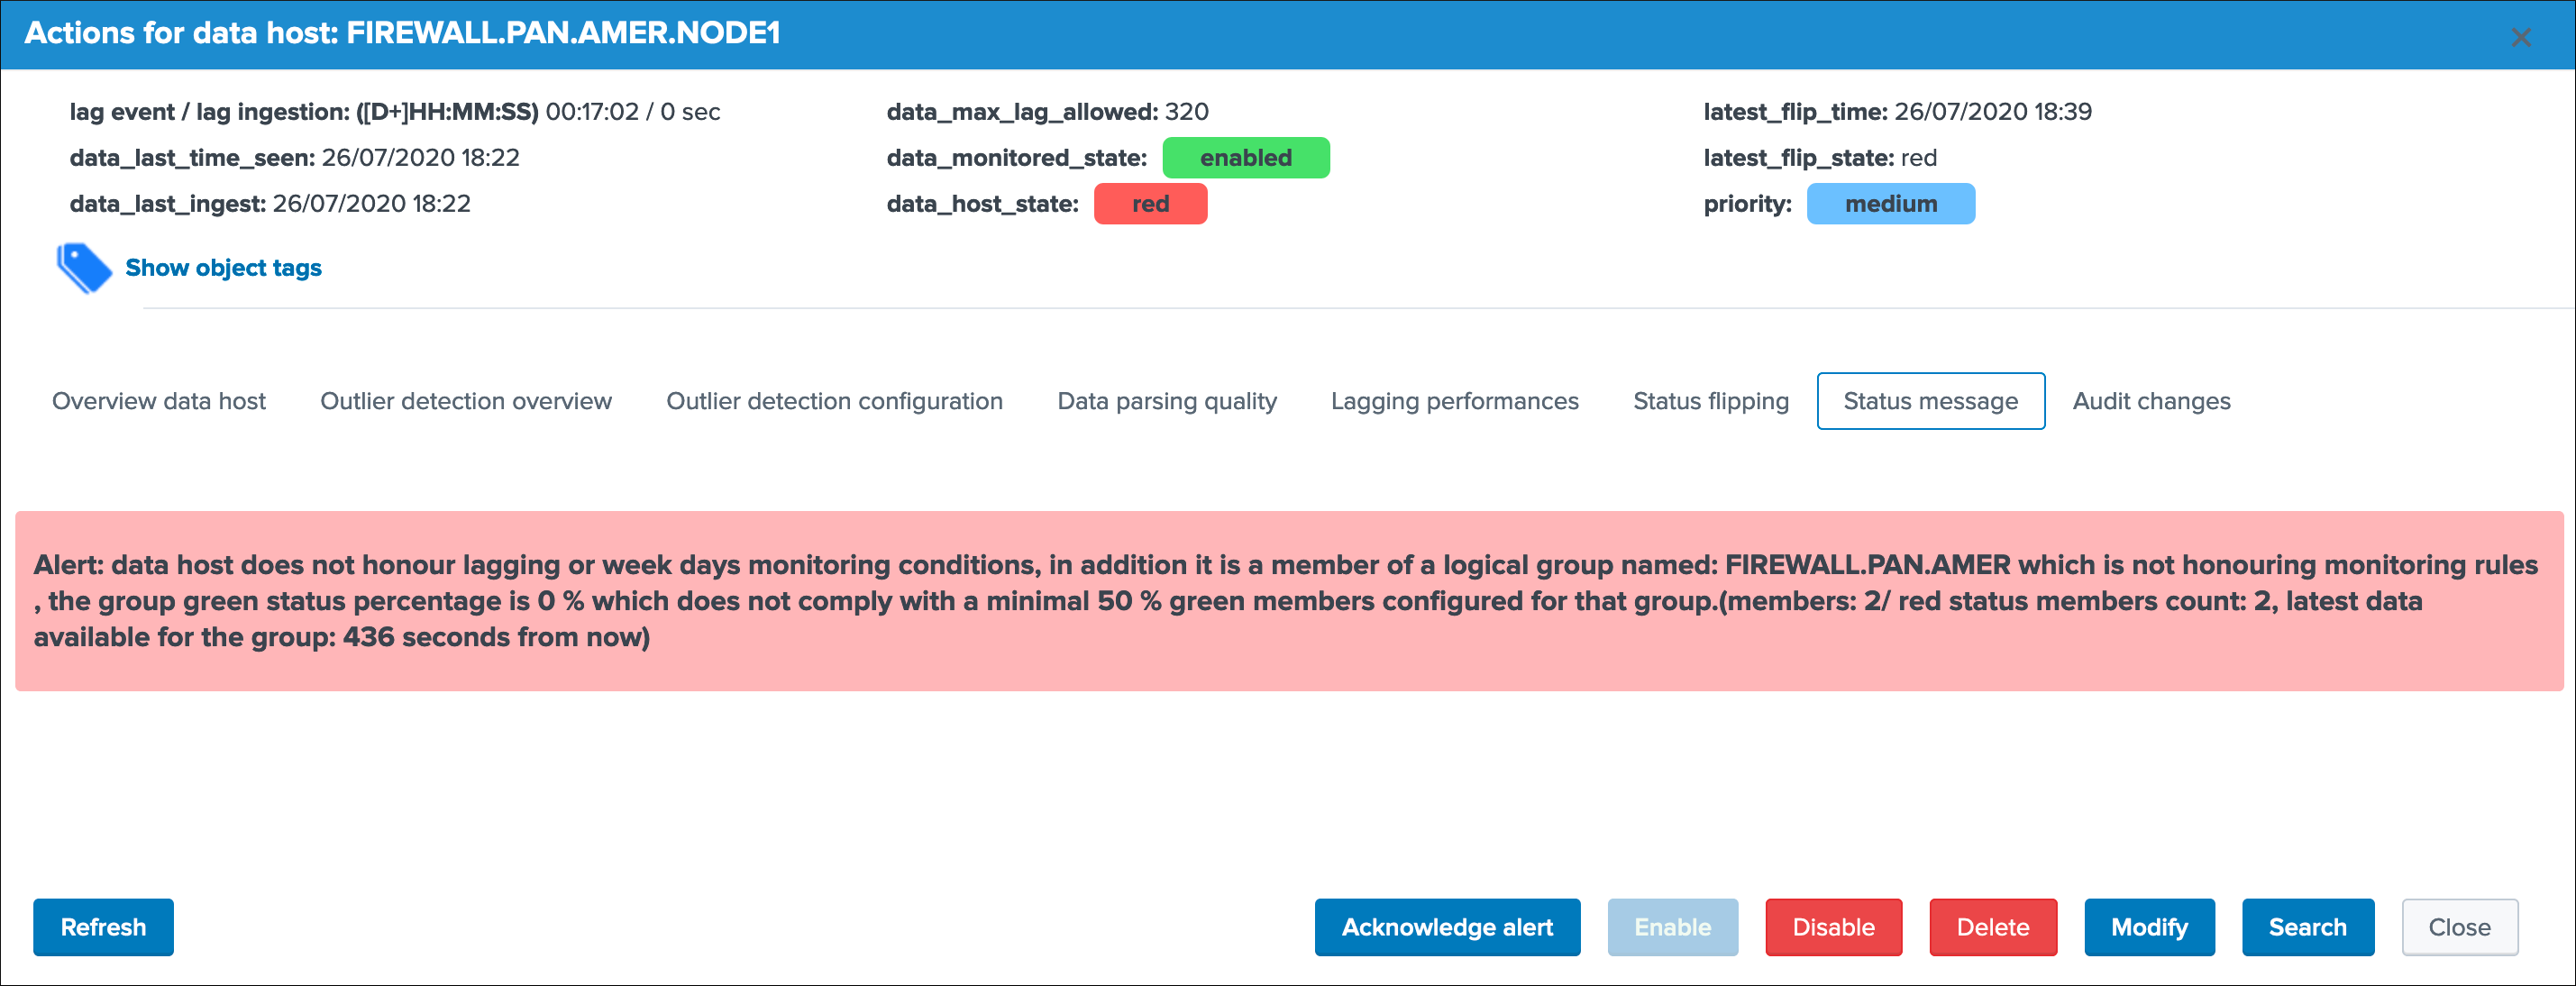 Actions for data host: FIREWALL.PAN.AMER.NODE1
lag event / lag ingestion: ([D+]HH:MM:SS) 00:17:02 / 0 sec
data_last_time_seen: 26/07/2020 18:22
data_last_ingest: 26/07/2020 18:22
data_max_lag_allowed: 320
data_monitored_state: enabled
data_host_state: red
latest_flip_time: 26/07/2020 18:39
latest_flip_state: red
priority: medium
Show object tags
Overview data host Outlier detection overview Outlier detection configuration Data parsing quality Lagging performances Status flipping Status message Audit changes
Alert: data host does not honour lagging or week days monitoring conditions, in addition it is a member of a logical group named: FIREWALL.PAN.AMER which is not honouring monitoring rules
, the group green status percentage is 0 % which does not comply with a minimal 50 % green members configured for that group.(members: 2/ red status members count: 2, latest data
available for the group: 436 seconds from now)
Refresh Acknowledge alert Enable Disable Delete Modify Search Close